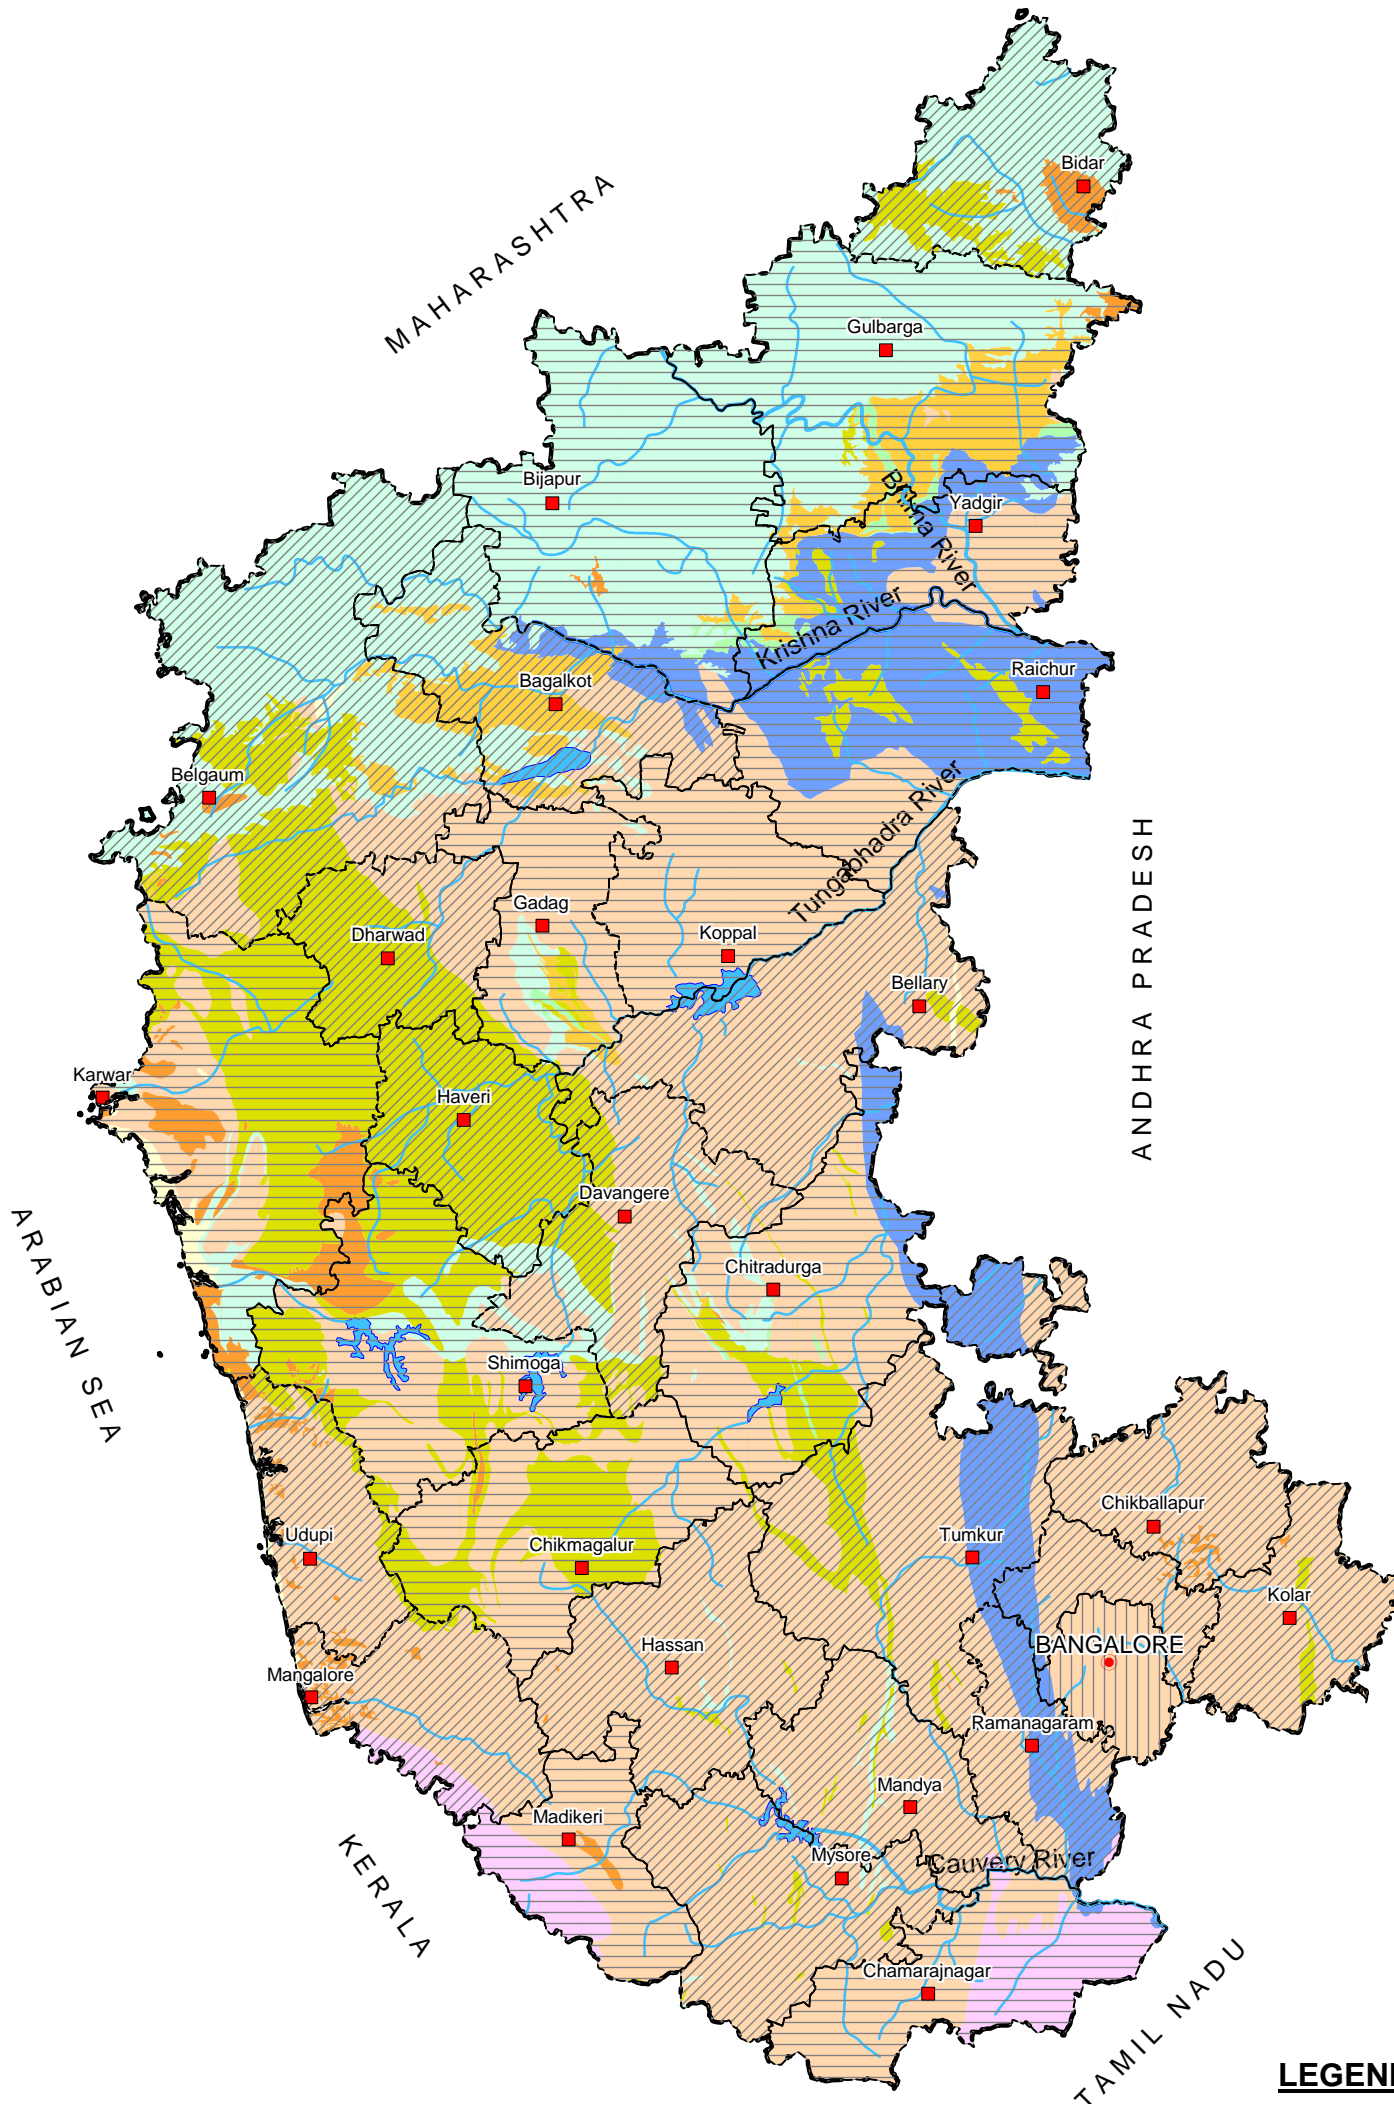 Bidar
MAHARASHTRA
Gulbarga
Bijapur
Yadgir
Bhima River
Krishna River
Raichur
Bagalkot
Belgaum
Tungabhadra River
ANDHRA PRADESH
Gadag
Dharwad
Koppal
Bellary
Karwar
Haveri
Davangere
Chitradurga
ARABIAN SEA
Shimoga
Chikballapur
Udupi
Chikmagalur
Tumkur
Kolar
Hassan
BANGALORE
Mangalore
Ramanagaram
Mandya
Madikeri
Mysore
Cauvery River
KERALA
Chamarajnagar
TAMIL NADU
LEGEN